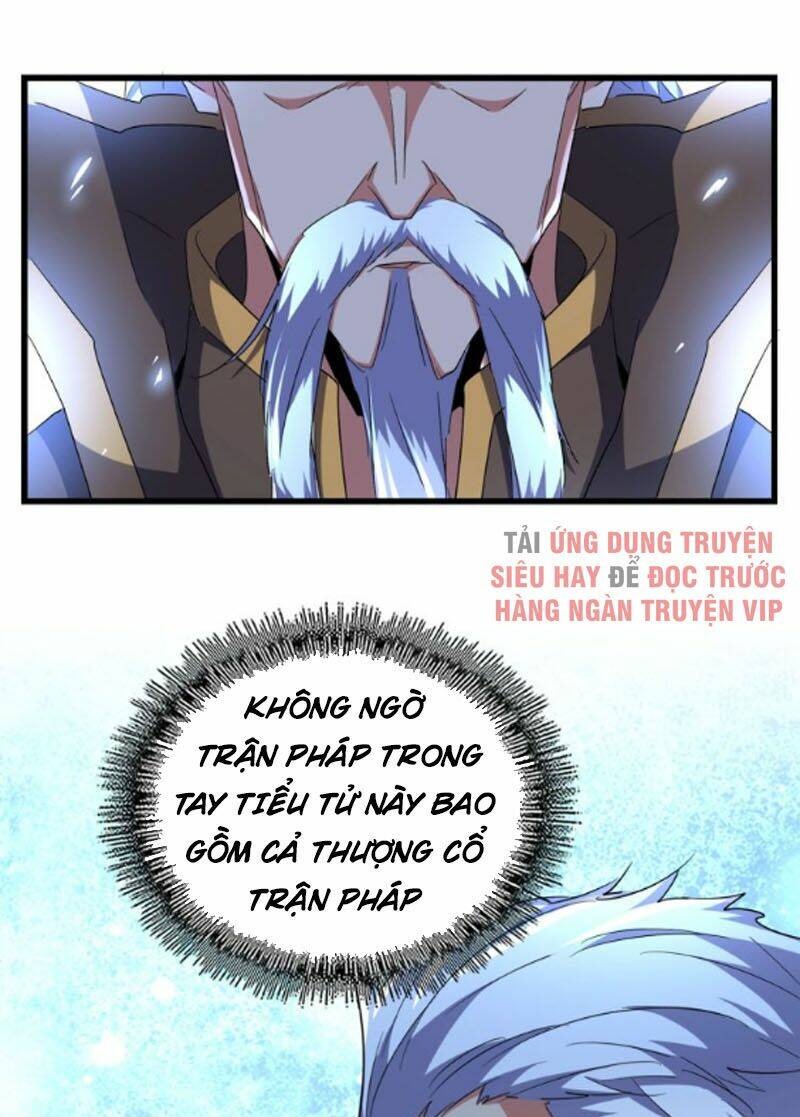 TẢI ỨNG DỤNG TRUYỆN
SIÊU HAY ĐỂ ĐỌC TRƯỚC
HÀNG NGÀN TRUYỆN VIP
KHÔNG NGỜ
TRẬN PHÁP TRONG
TAY TIỂU TỬ NÀY BAO
GỒM CẢ THƯỢNG CỔ
TRẬN PHÁP